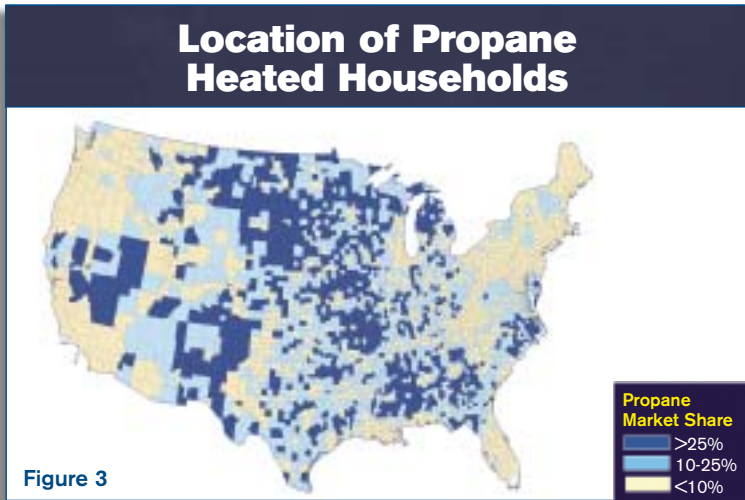 Location of Propane
Heated Households
Propane
Market Share
>25%
10-25%
<10%
Figure 3